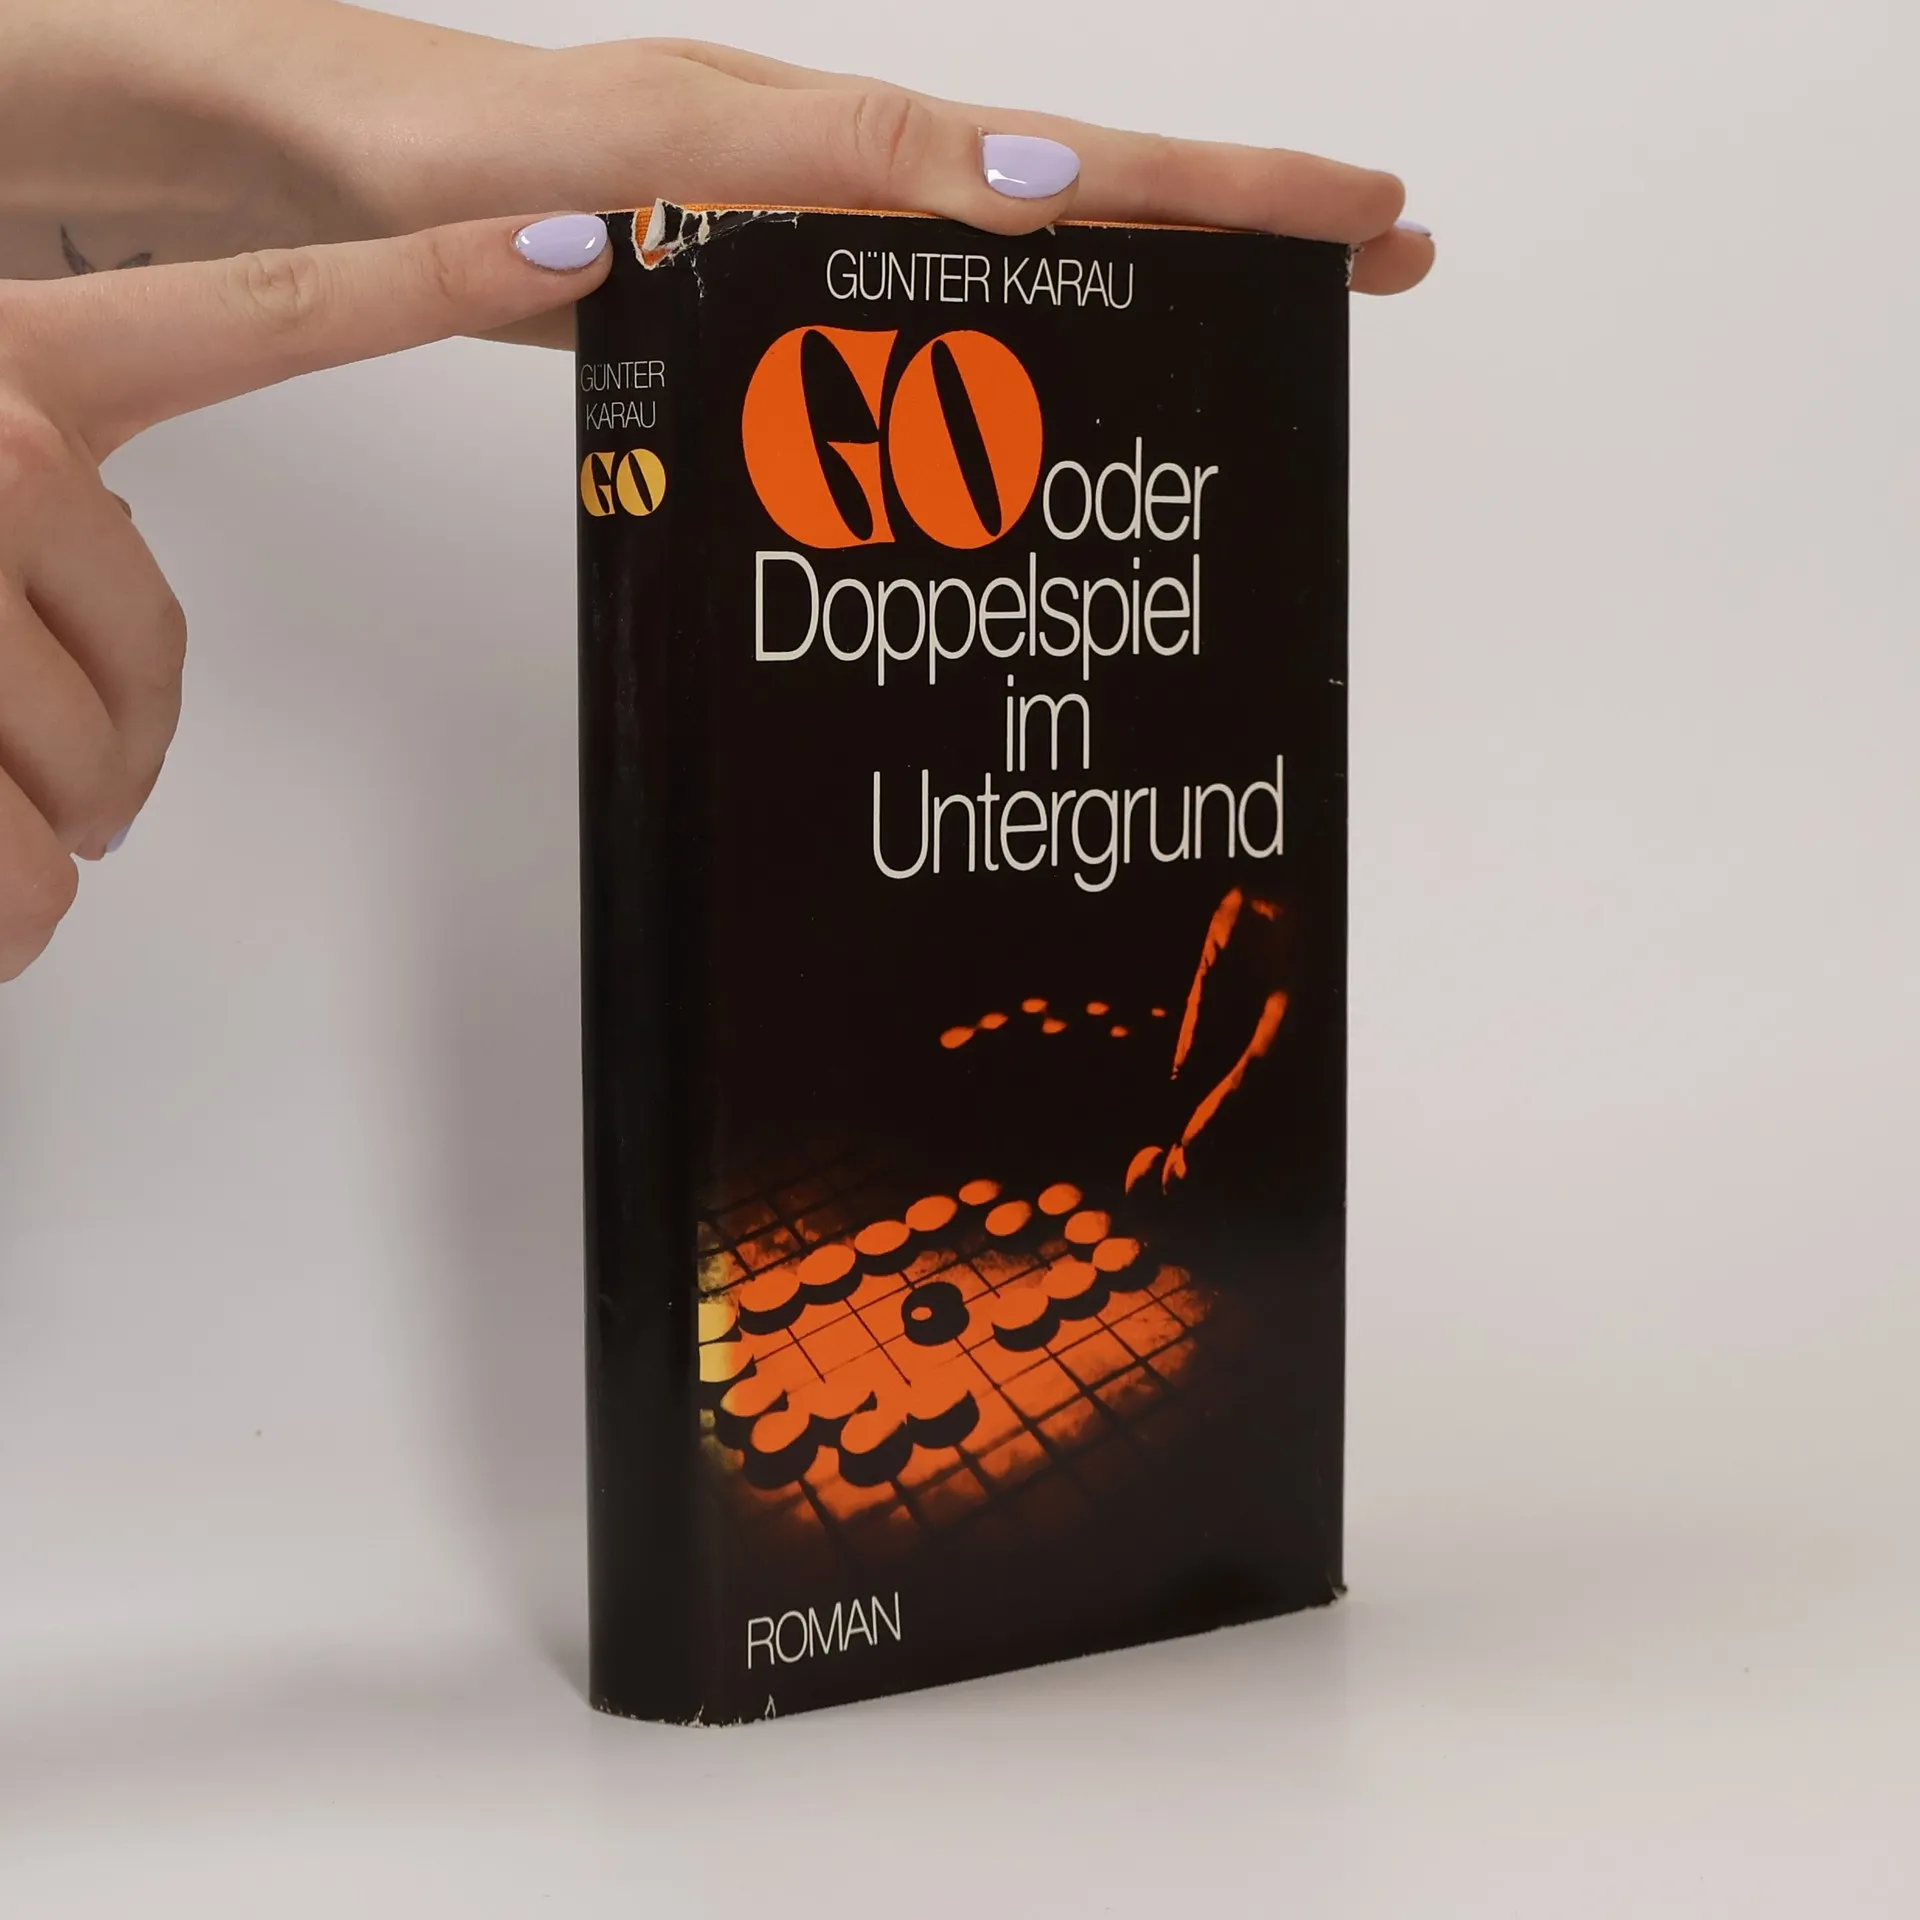 GÜNTER
KARAU
GO
GÜNTER KARAU
GO oder
Doppelspiel
im
Untergrund
ROMAN